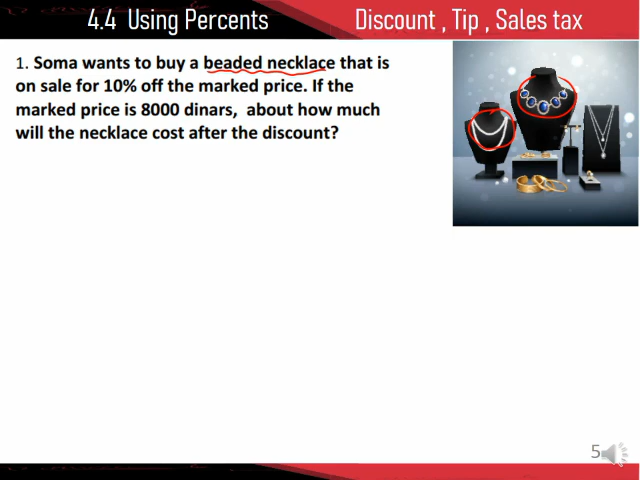 4.4 Using Percents
Discount , Tip , Sales tax
1. Soma wants to buy a beaded necklace that is
on sale for 10% off the marked price. If the
marked price is 8000 dinars, about how much
will the necklace cost after the discount?
5